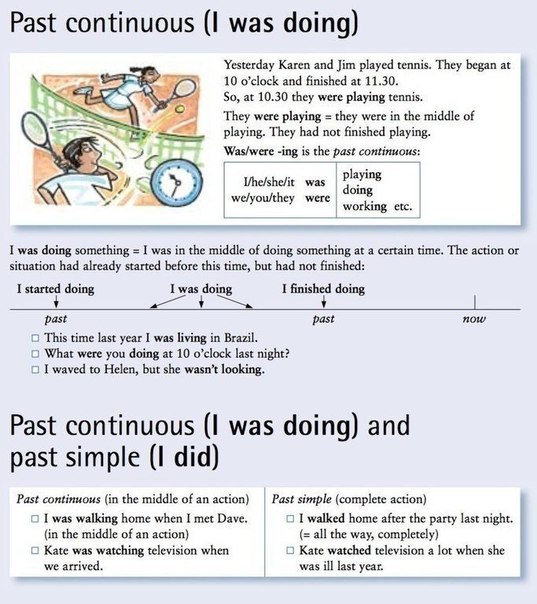 Past continuous (I was doing)
Yesterday Karen and Jim played tennis. They began at
10 o'clock and finished at 11.30.
So, at 10.30 they were playing tennis.
They were playing = they were in the middle of
playing. They had not finished playing.
Was/were -ing is the past continuous:
I/he/she/it was
we/you/they were
playing
doing
working etc.
I was doing something = I was in the middle of doing something at a certain time. The action or
situation had already started before this time, but had not finished:
I started doing I was doing I finished doing
past past now
□ This time last year I was living in Brazil.
□ What were you doing at 10 o'clock last night?
□ I waved to Helen, but she wasn't looking.
Past continuous (I was doing) and
past simple (I did)
Past continuous (in the middle of an action)
□ I was walking home when I met Dave.
(in the middle of an action)
□ Kate was watching television when
we arrived.
Past simple (complete action)
□ I walked home after the party last night.
(= all the way, completely)
□ Kate watched television a lot when she
was ill last year.